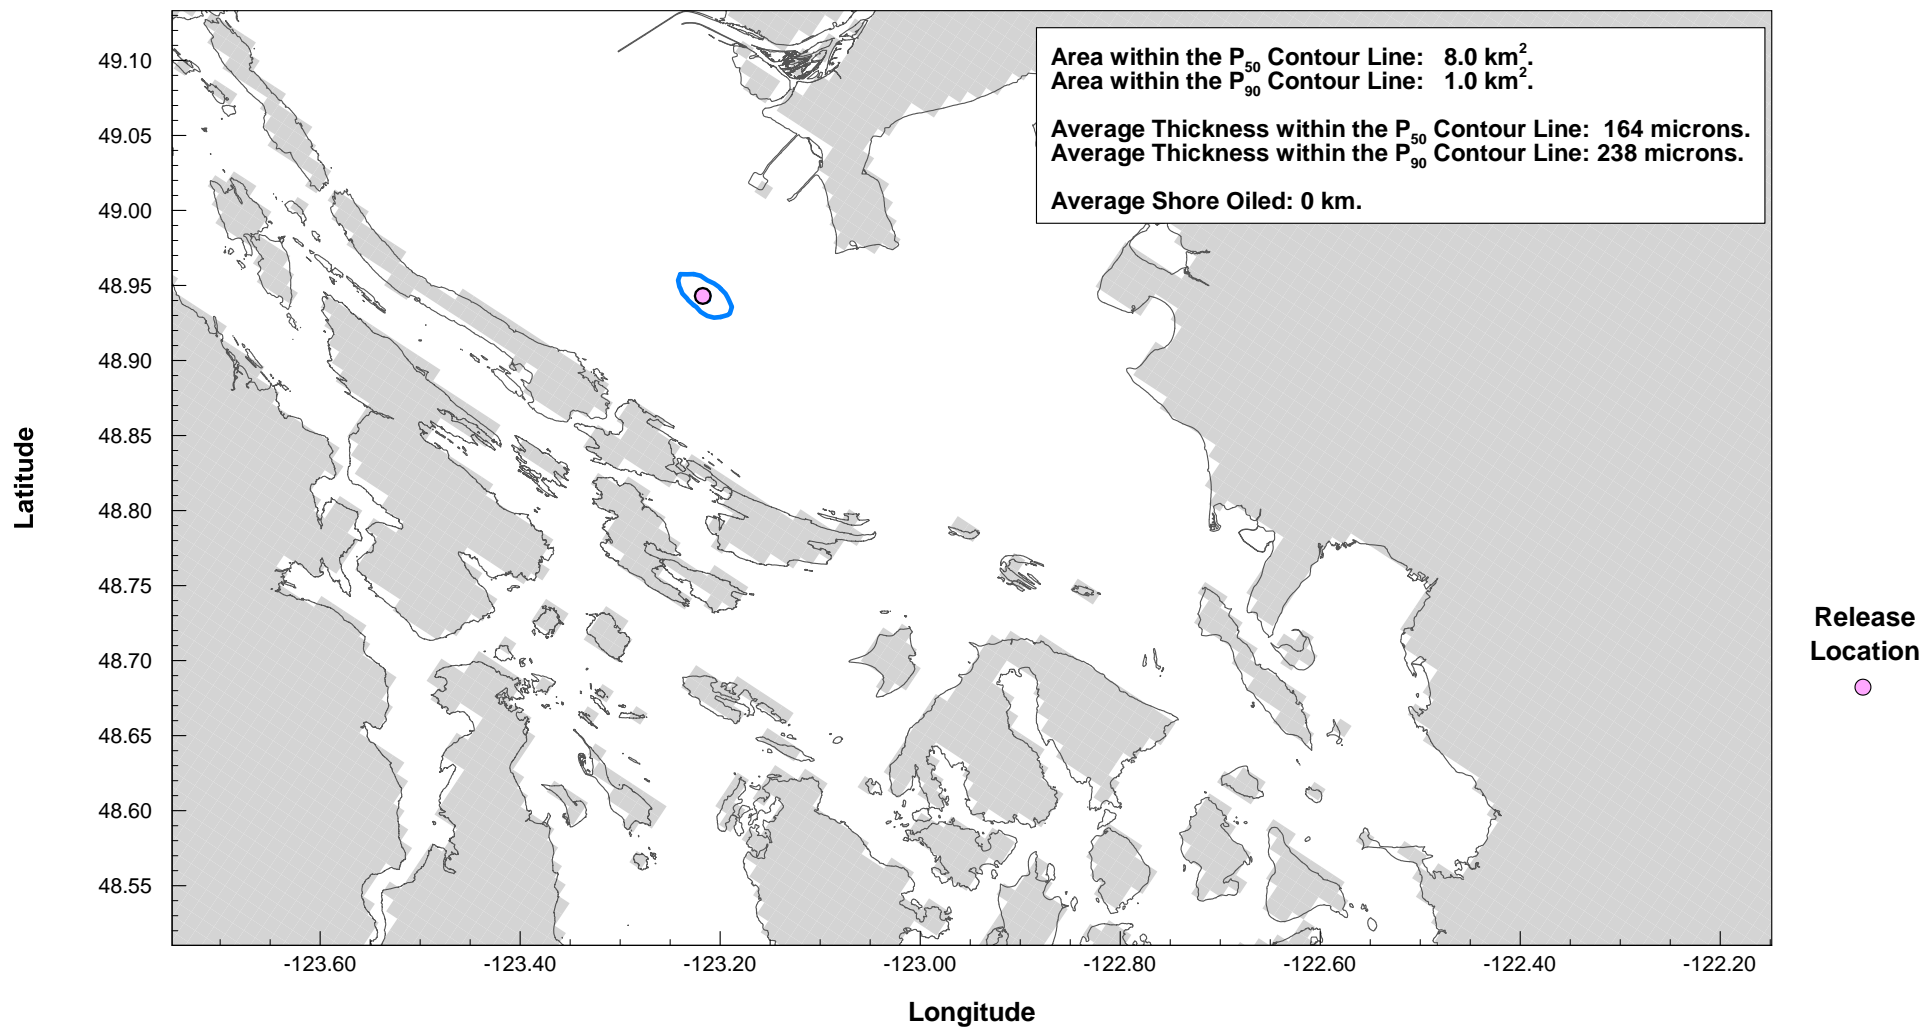 Area within the P50 Contour Line: 8.0 km2.
Area within the P90 Contour Line: 1.0 km2.
Average Thickness within the P50 Contour Line: 164 microns.
Average Thickness within the P90 Contour Line: 238 microns.
Average Shore Oiled: 0 km.
Latitude
49.10
49.05
49.00
48.95
48.90
48.85
48.80
48.75
48.70
48.65
48.60
48.55
-123.60
-123.40
-123.20
-123.00
-122.80
-122.60
-122.40
-122.20
Longitude
Release
Location